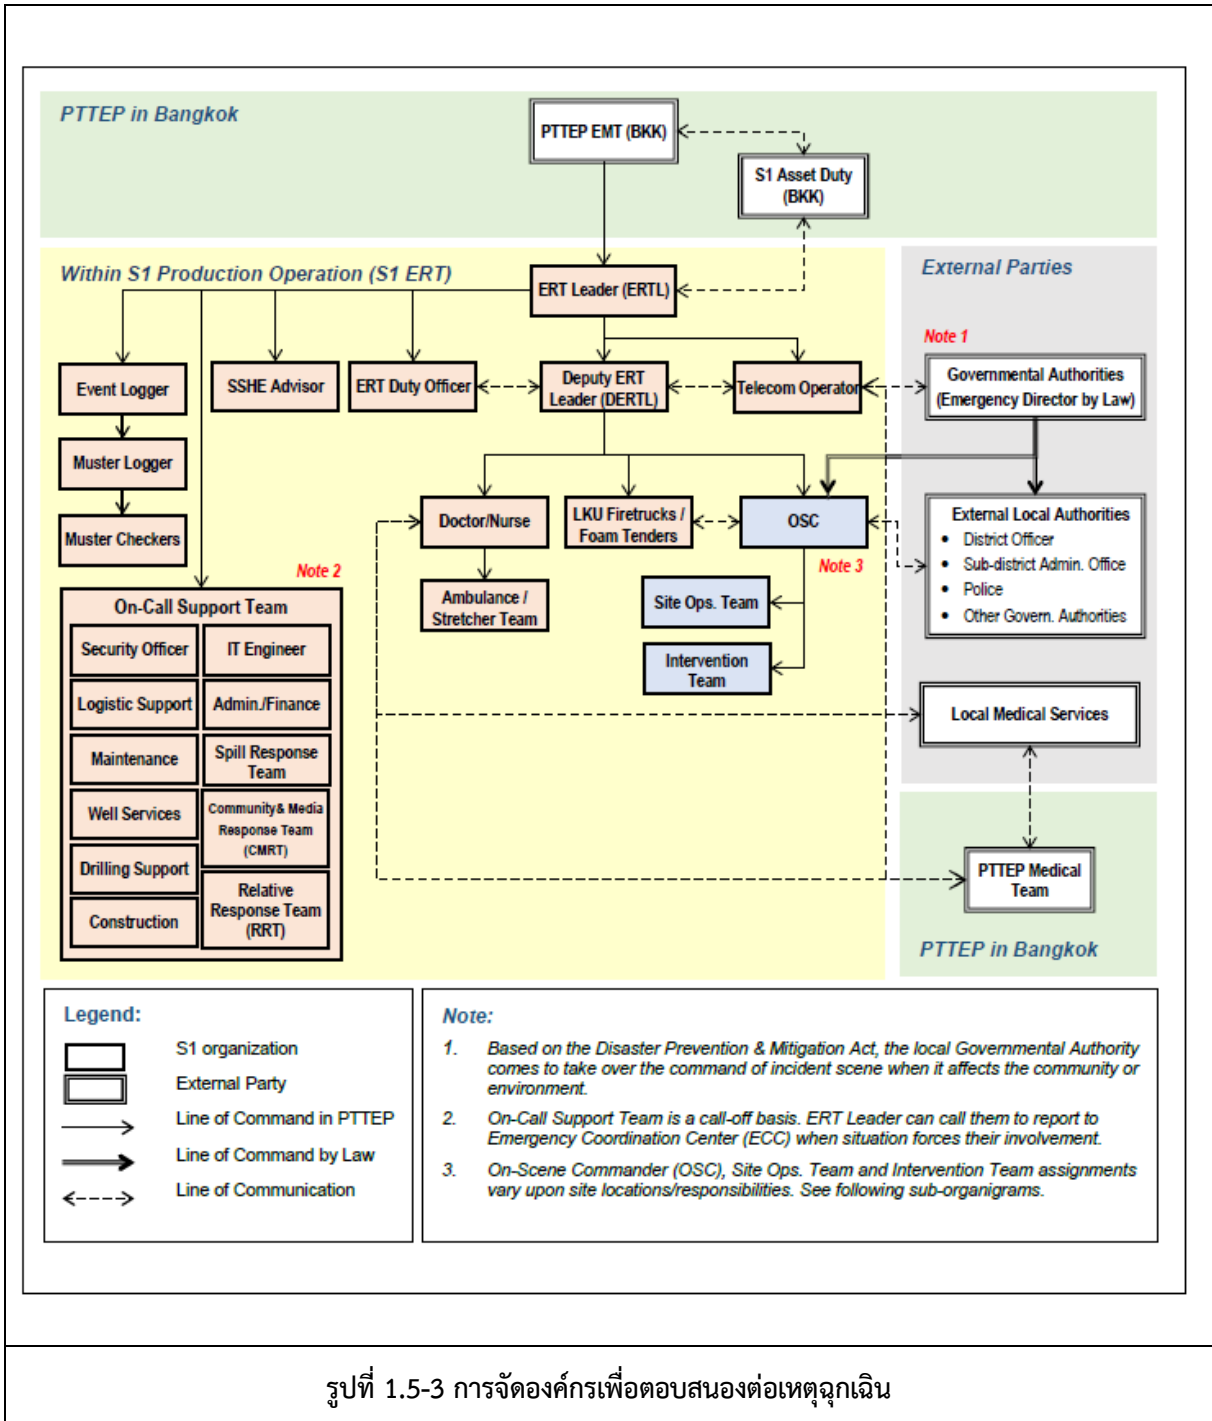 PTTEP in Bangkok
PTTEP EMT (BKK)
S1 Asset Duty
(BKK)
Within S1 Production Operation (S1 ERT)
ERT Leader (ERTL)
External Parties
Note 1
Event Logger
SSHE Advisor
ERT Duty Officer
Deputy ERT
Leader (DERTL)
Telecom Operator
Governmental Authorities
(Emergency Director by Law)
Muster Logger
Muster Checkers
Doctor/Nurse
LKU Firetrucks /
Foam Tenders
OSC
Note 3
External Local Authorities
• District Officer
• Sub-district Admin. Office
• Police
• Other Govern. Authorities
Note 2
Ambulance /
Stretcher Team
Site Ops. Team
Intervention
Team
On-Call Support Team
Security Officer
IT Engineer
Logistic Support
Admin./Finance
Maintenance
Spill Response
Team
Well Services
Community& Media
Response Team
(CMRT)
Drilling Support
Relative
Response Team
(RRT)
Construction
Local Medical Services
PTTEP Medical
Team
PTTEP in Bangkok
Legend:
S1 organization
External Party
Line of Command in PTTEP
Line of Command by Law
Line of Communication
Note:
1. Based on the Disaster Prevention & Mitigation Act, the local Governmental Authority
comes to take over the command of incident scene when it affects the community or
environment.
2. On-Call Support Team is a call-off basis. ERT Leader can call them to report to
Emergency Coordination Center (ECC) when situation forces their involvement.
3. On-Scene Commander (OSC), Site Ops. Team and Intervention Team assignments
vary upon site locations/responsibilities. See following sub-organigrams.
รูปที่ 1.5-3 การจัดองค์กรเพื่อตอบสนองต่อเหตุฉุกเฉิน